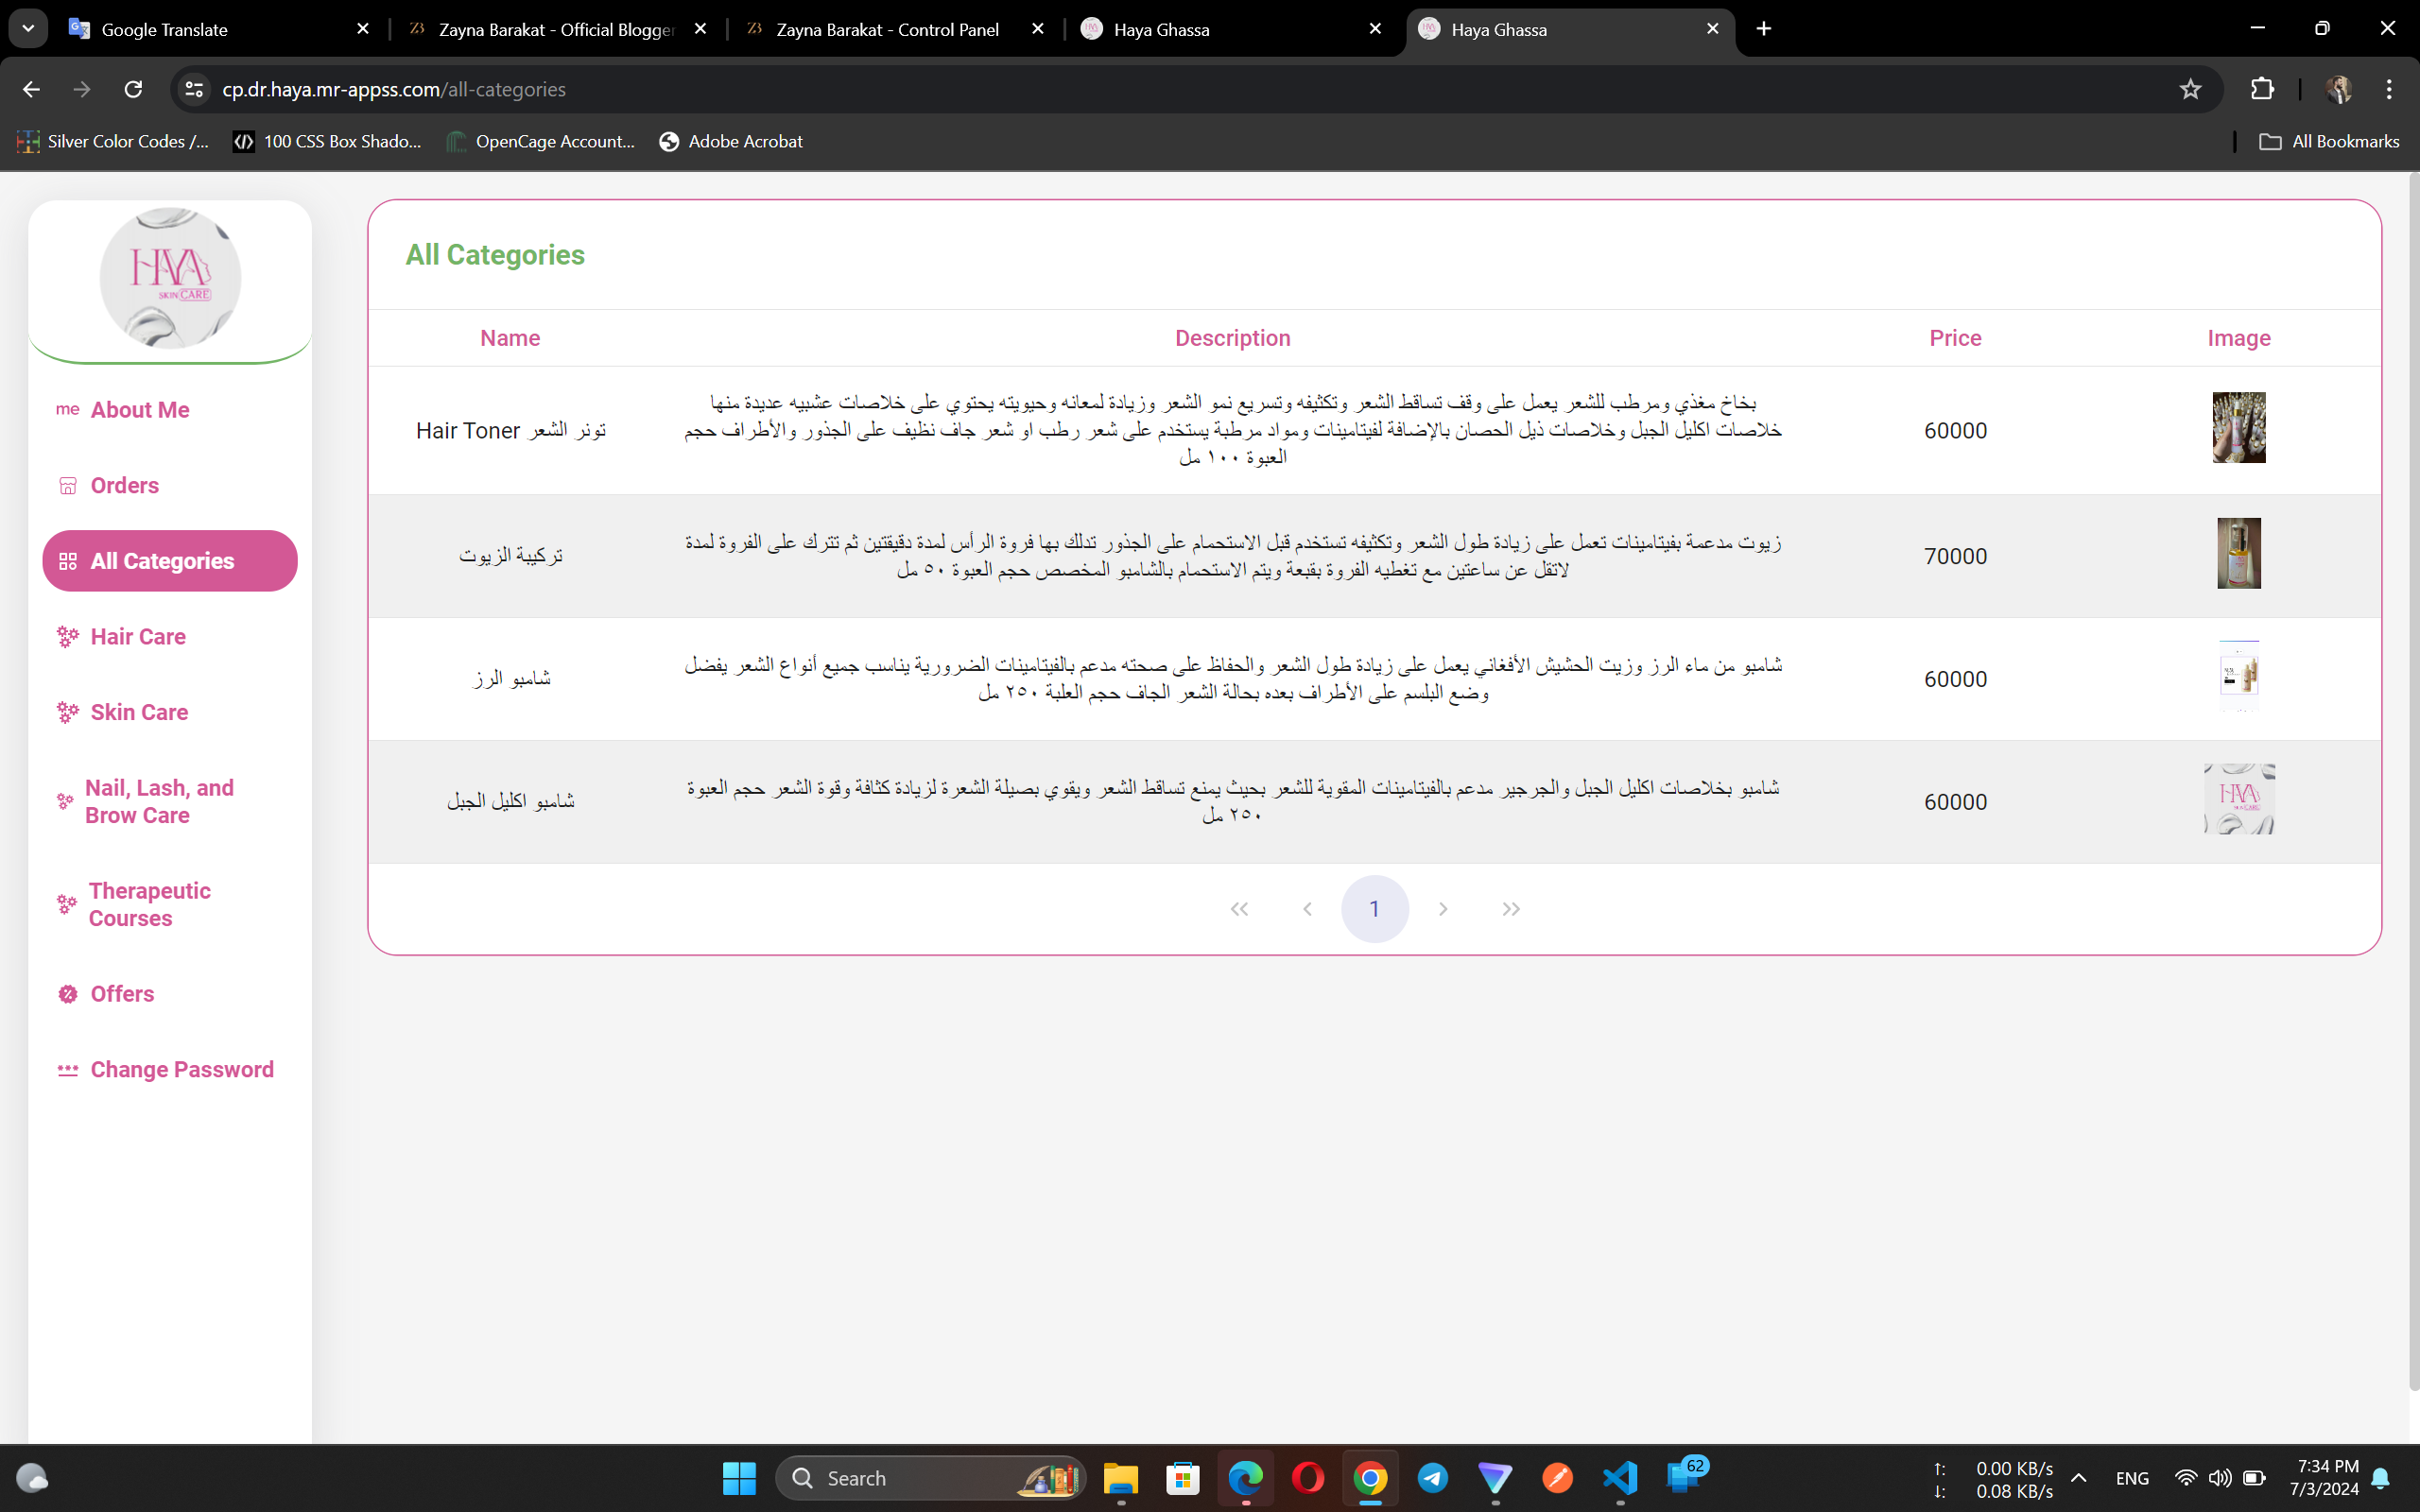 Google Translate
Zayna Barakat - Official Blogger
Zayna Barakat - Control Panel
Haya Ghassa
Haya Ghassa
cp.dr.haya.mr-appss.com/all-categories
Silver Color Codes /...
100 CSS Box Shado...
OpenCage Account...
Adobe Acrobat
All Bookmarks
HAYA
SKIN CARE
me About Me
Orders
All Categories
Hair Care
Skin Care
Nail, Lash, and
Brow Care
Therapeutic
Courses
Offers
Change Password
All Categories
Name Description Price Image
Hair Toner تونر الشعر
بخاخ مغذي ومرطب للشعر يعمل على وقف تساقط الشعر وتكثيفه وتسريع نمو الشعر وزيادة لمعانه وحيويته يحتوي على خلاصات عشبيه عديدة منها
خلاصات اكليل الجبل وخلاصات ذيل الحصان بالإضافة لفيتامينات ومواد مرطبة يستخدم على شعر رطب او شعر جاف نظيف على الجذور والأطراف حجم
العبوة ١٠٠ مل
60000
تركيبة الزيوت
زيوت مدعمة بفيتامينات تعمل على زيادة طول الشعر وتكثيفه تستخدم قبل الاستحمام على الجذور تدلك بها فروة الرأس لمدة دقيقتين ثم تترك على الفروة لمدة
لاتقل عن ساعتين مع تغطيه الفروة بقبعة ويتم الاستحمام بالشامبو المخصص حجم العبوة ٥٠ مل
70000
شامبو الرز
شامبو من ماء الرز وزيت الحشيش الأفغاني يعمل على زيادة طول الشعر والحفاظ على صحته مدعم بالفيتامينات الضرورية يناسب جميع أنواع الشعر يفضل
وضع البلسم على الأطراف بعده بحالة الشعر الجاف حجم العلبة ٢٥٠ مل
60000
شامبو اكليل الجبل
شامبو بخلاصات اكليل الجبل والجرجير مدعم بالفيتامينات المقوية للشعر بحيث يمنع تساقط الشعر ويقوي بصيلة الشعرة لزيادة كثافة وقوة الشعر حجم العبوة
٢٥٠ مل
60000
HAYA
1
Search
62
↑: 0.00 KB/s
↓: 0.08 KB/s
ENG
7:34 PM
7/3/2024